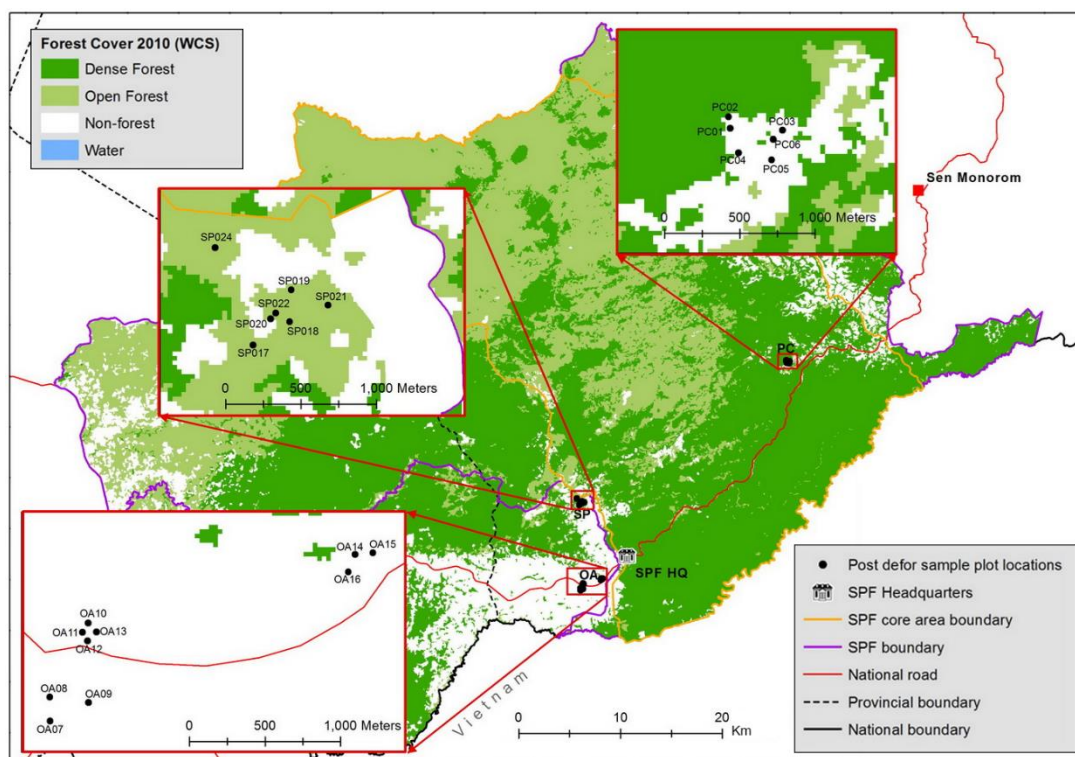 Forest Cover 2010 (WCS)
Dense Forest
Open Forest
Non-forest
Water
PC02
PC01
PC03
PC06
PC04
PC05
0 500 1,000 Meters
Sen Monorom
SP024
SP019
SP021
SP022
SP020
SP018
SP017
0 500 1,000 Meters
PC
SP
OA
SPF HQ
OA14
OA15
OA16
OA10
OA11
OA13
OA12
OA08
OA09
OA07
0 500 1,000 Meters
Vietnam
0 10 20
Km
Post defor sample plot locations
SPF Headquarters
SPF core area boundary
SPF boundary
National road
Provincial boundary
National boundary